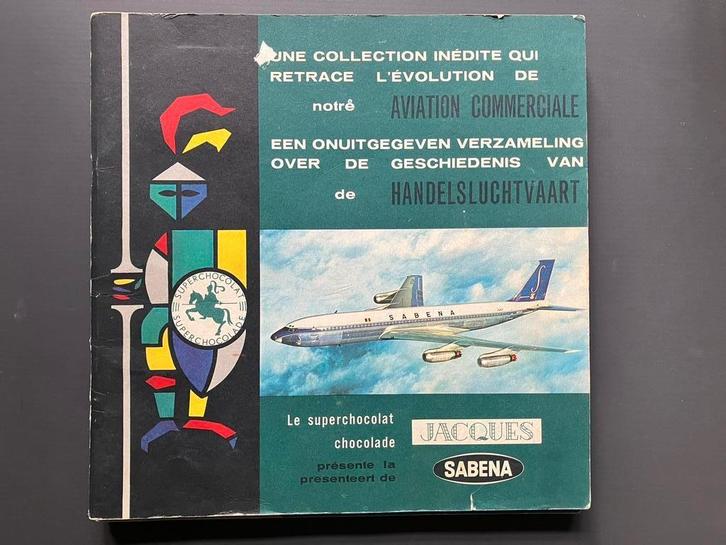 UNE COLLECTION INÉDITE QUI
RETRACE L'ÉVOLUTION DE
notrê AVIATION COMMERCIALE
EEN ONUITGEGEVEN VERZAMELING
OVER DE GESCHIEDENIS VAN
de HANDELSLUCHTVAART
SUPERCHOCOLAT
SUPERCHOCOLADE
SABENA
S
Le superchocolat
chocolade
JACQUES
présente la
presenteert de
SABENA